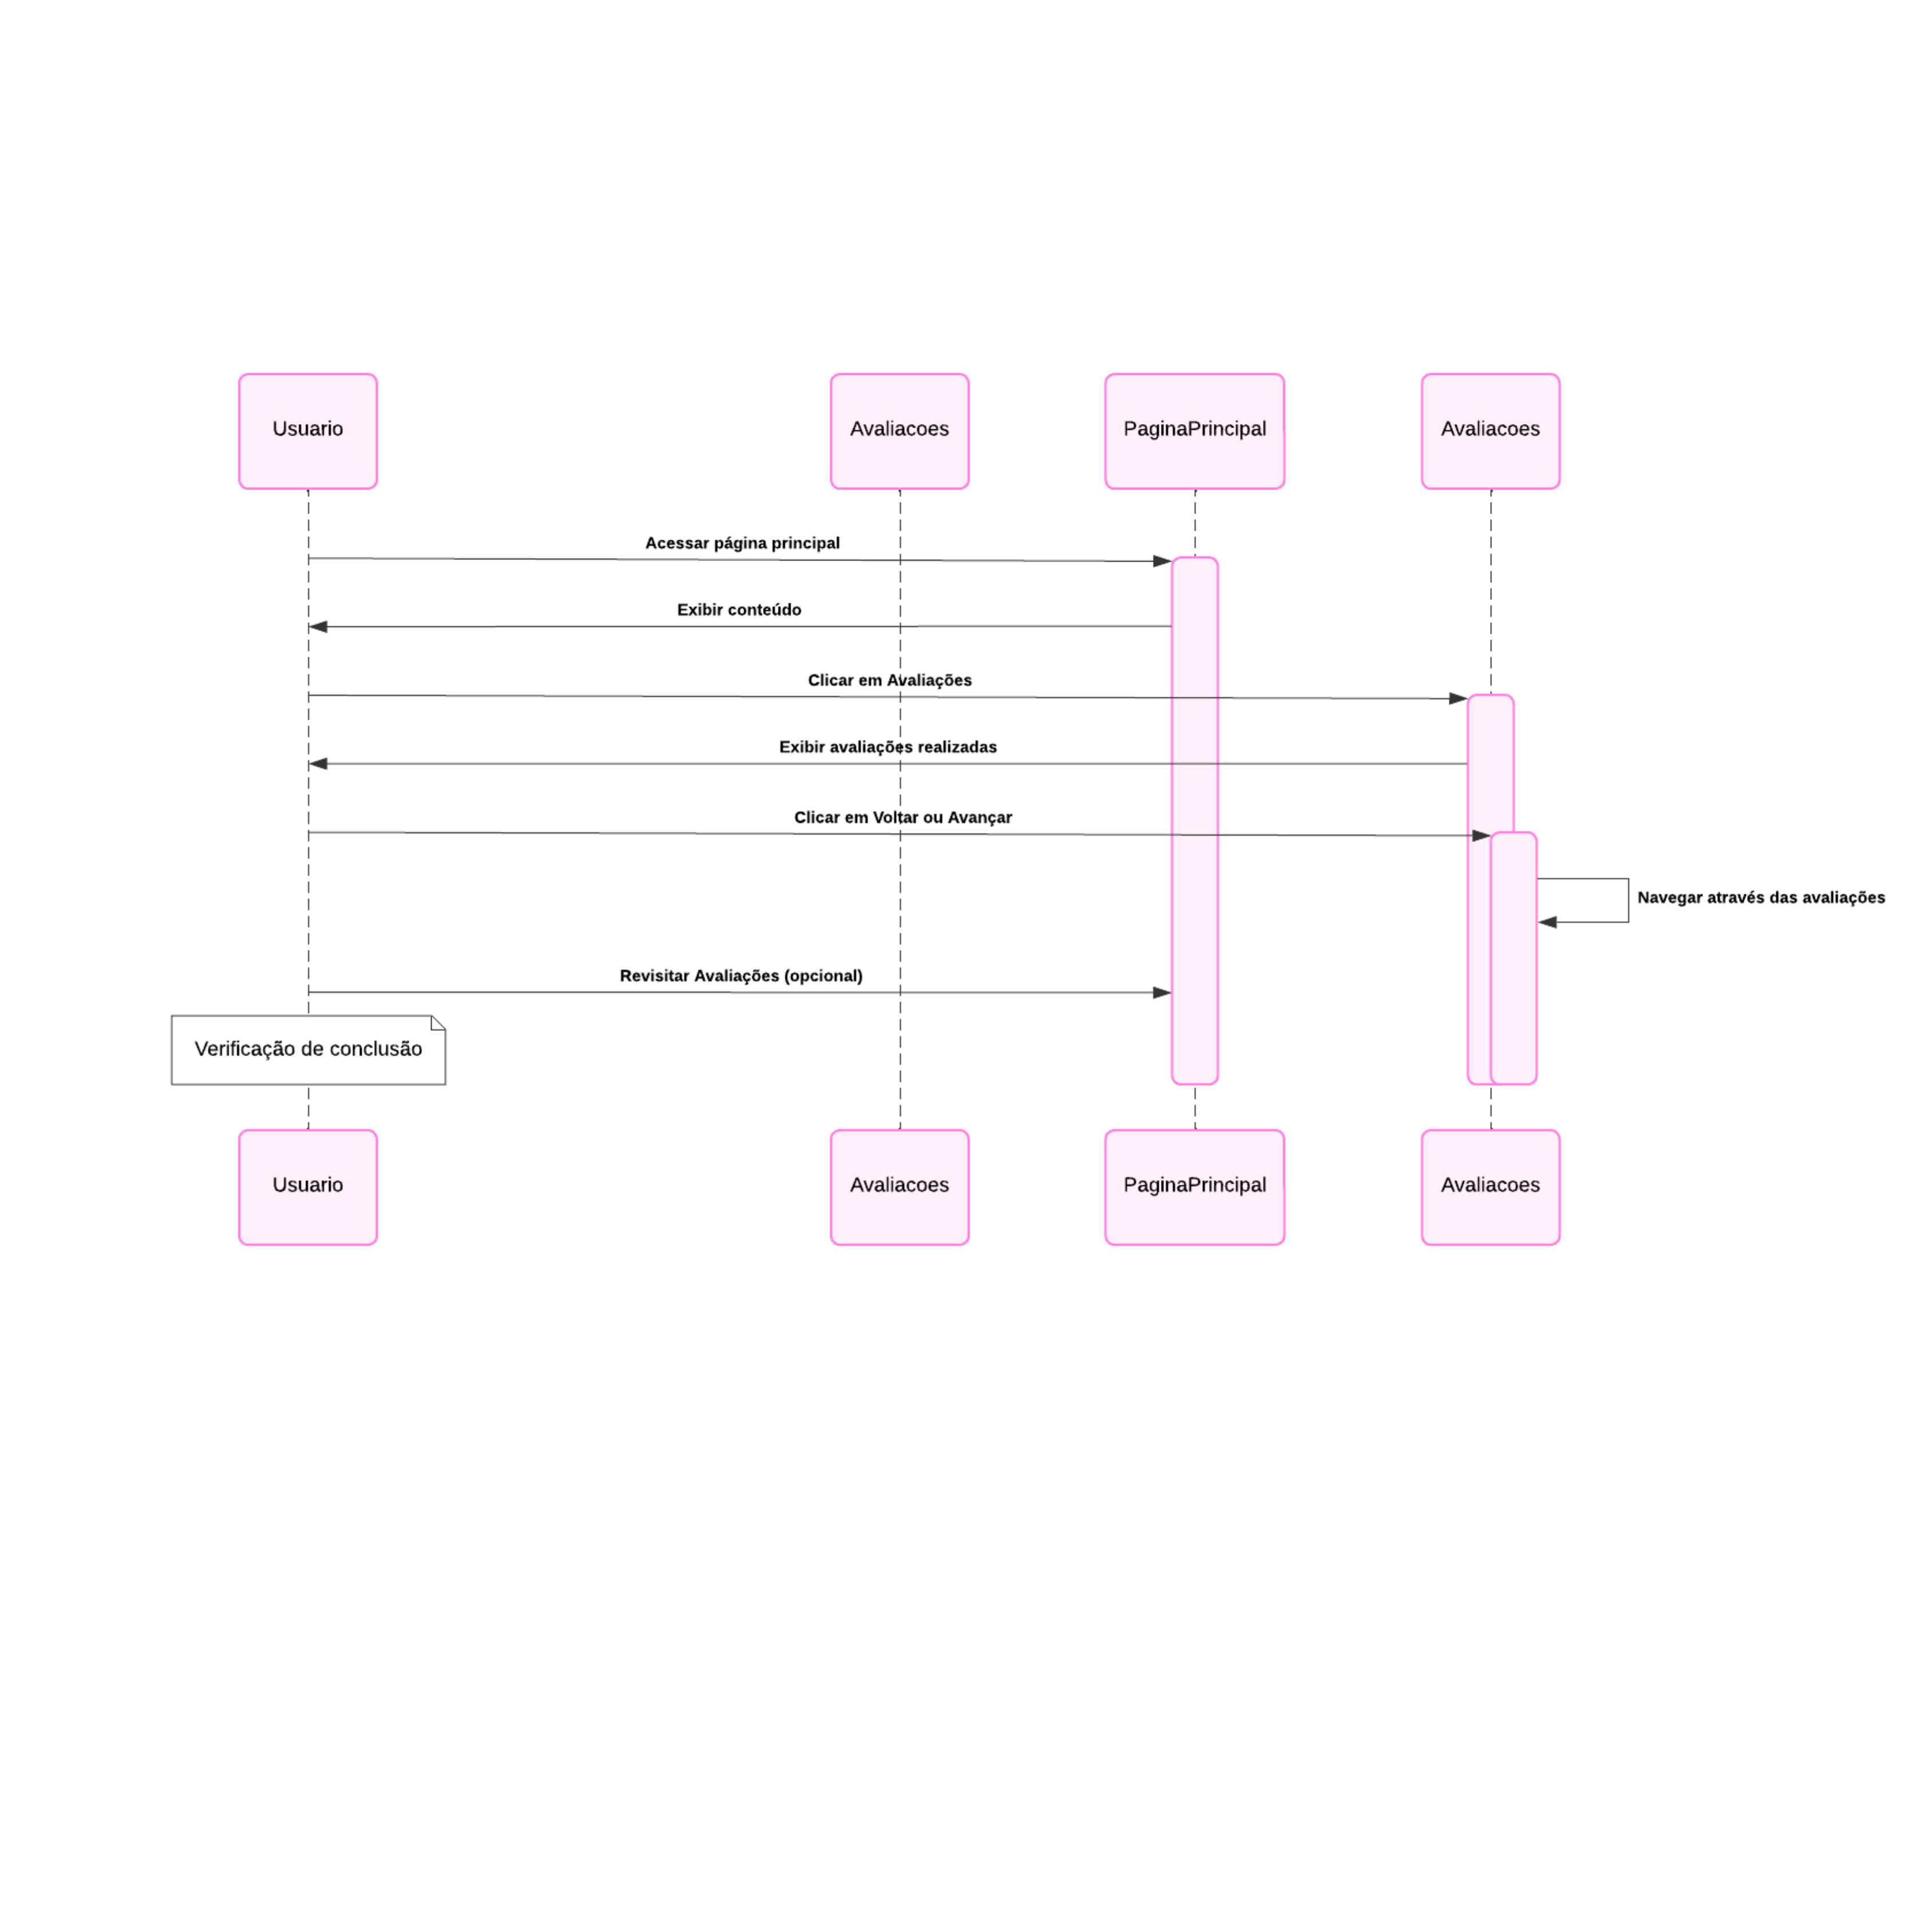 Usuario
Avaliacoes
PaginaPrincipal
Avaliacoes
Acessar página principal
Exibir conteúdo
Clicar em Avaliações
Exibir avaliações realizadas
Clicar em Voltar ou Avançar
Navegar através das avaliações
Revisitar Avaliações (opcional)
Verificação de conclusão
Usuario
Avaliacoes
PaginaPrincipal
Avaliacoes